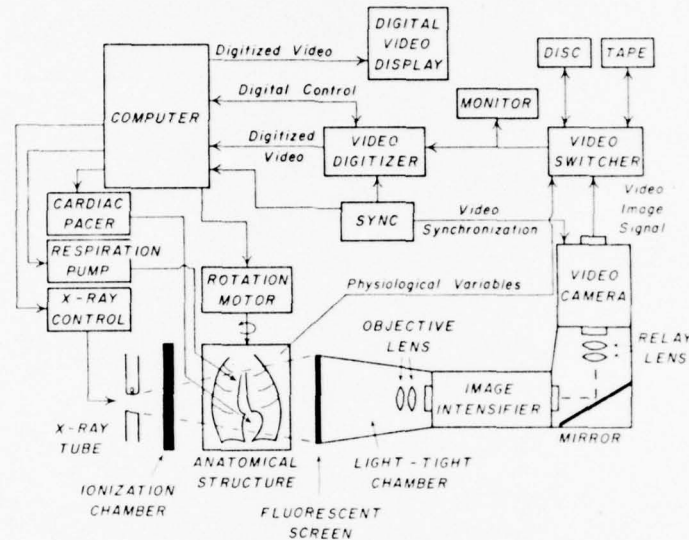 DIGITAL
VIDEO
DISPLAY
Digitized Video
DISC
TAPE
Digital Control
MONITOR
COMPUTER
Digitized
Video
VIDEO
DIGITIZER
VIDEO
SWITCHER
CARDIAC
PACER
SYNC
Video
Synchronization
Video
Image
Signal
RESPIRATION
PUMP
ROTATION
MOTOR
Physiological Variables
VIDEO
CAMERA
X-RAY
CONTROL
OBJECTIVE
LENS
RELAY
LENS
IMAGE
INTENSIFIER
X-RAY
TUBE
MIRROR
ANATOMICAL
STRUCTURE
LIGHT-TIGHT
CHAMBER
IONIZATION
CHAMBER
FLUORESCENT
SCREEN